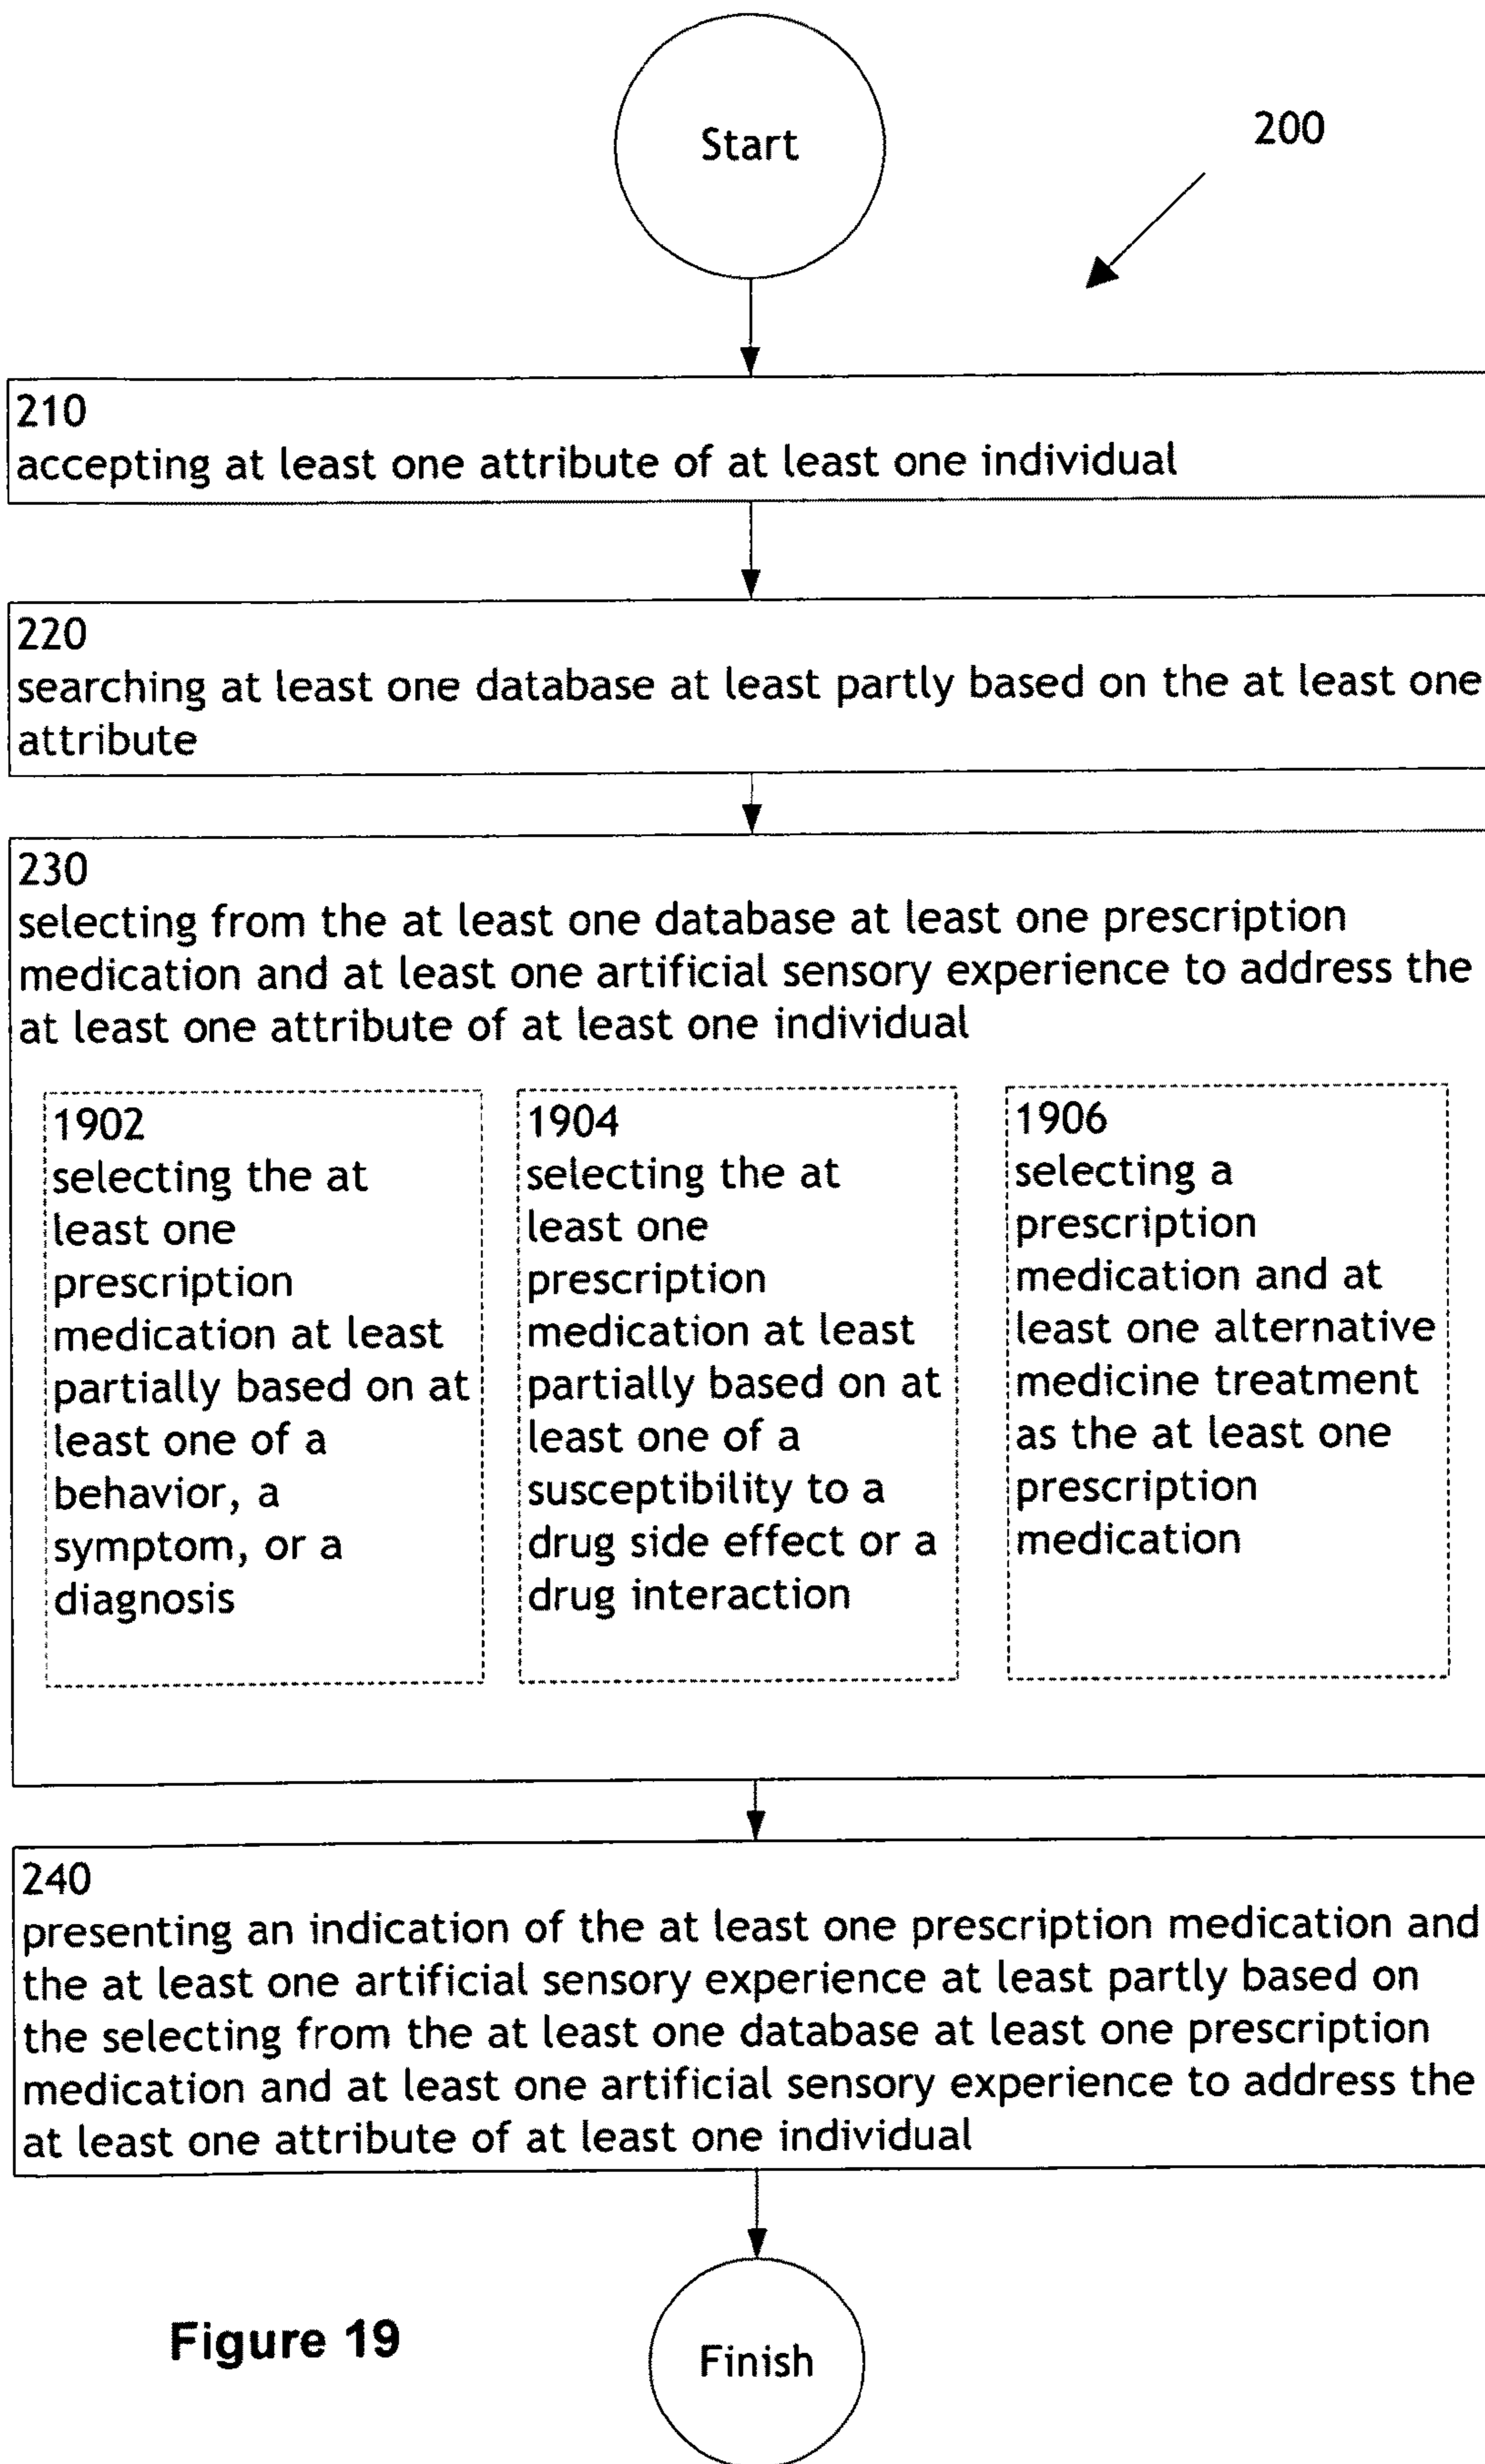 Start
200
210
accepting at least one attribute of at least one individual
220
searching at least one database at least partly based on the at least one
attribute
230
selecting from the at least one database at least one prescription
medication and at least one artificial sensory experience to address the
at least one attribute of at least one individual
1902
selecting the at
least one
prescription
medication at least
partially based on at
least one of a
behavior, a
symptom, or a
diagnosis
1904
selecting the at
least one
prescription
medication at least
partially based on at
least one of a
susceptibility to a
drug side effect or a
drug interaction
1906
selecting a
prescription
medication and at
least one alternative
medicine treatment
as the at least one
prescription
medication
240
presenting an indication of the at least one prescription medication and
the at least one artificial sensory experience at least partly based on
the selecting from the at least one database at least one prescription
medication and at least one artificial sensory experience to address the
at least one attribute of at least one individual
Figure 19
Finish